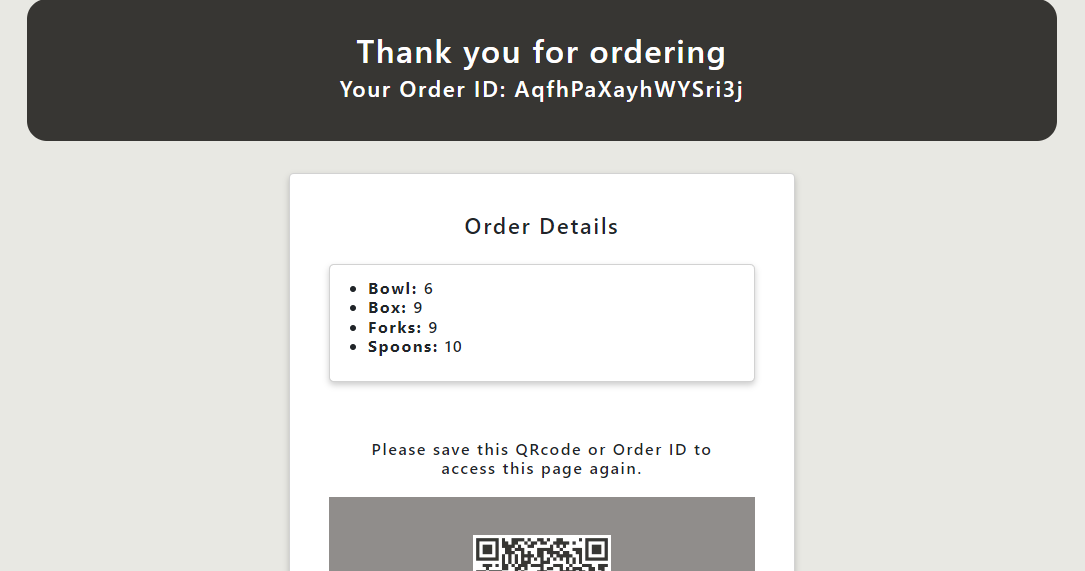 Thank you for ordering
Your Order ID: AqfhPaXayhWYSri3j
Order Details
Bowl: 6
Box: 9
Forks: 9
Spoons: 10
Please save this QRcode or Order ID to
access this page again.